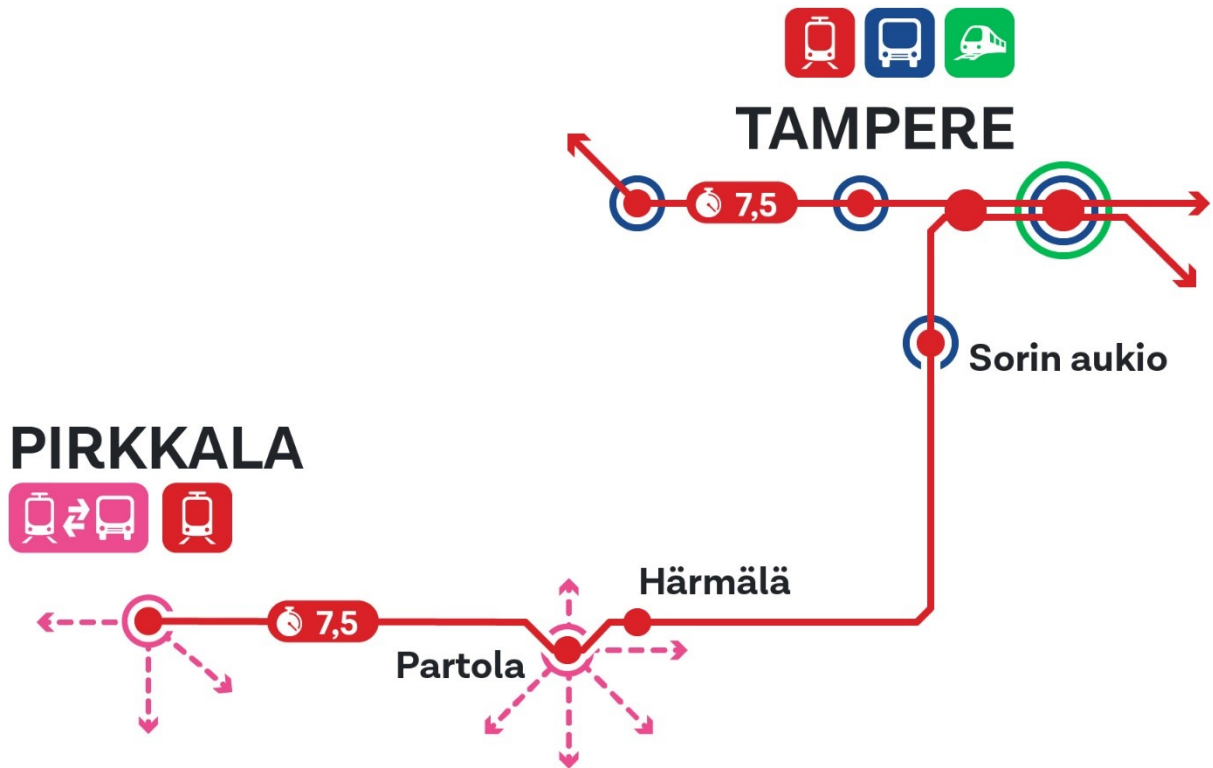 TAMPERE
7,5
Sorin aukio
PIRKKALA
Härmälä
7,5
Partola